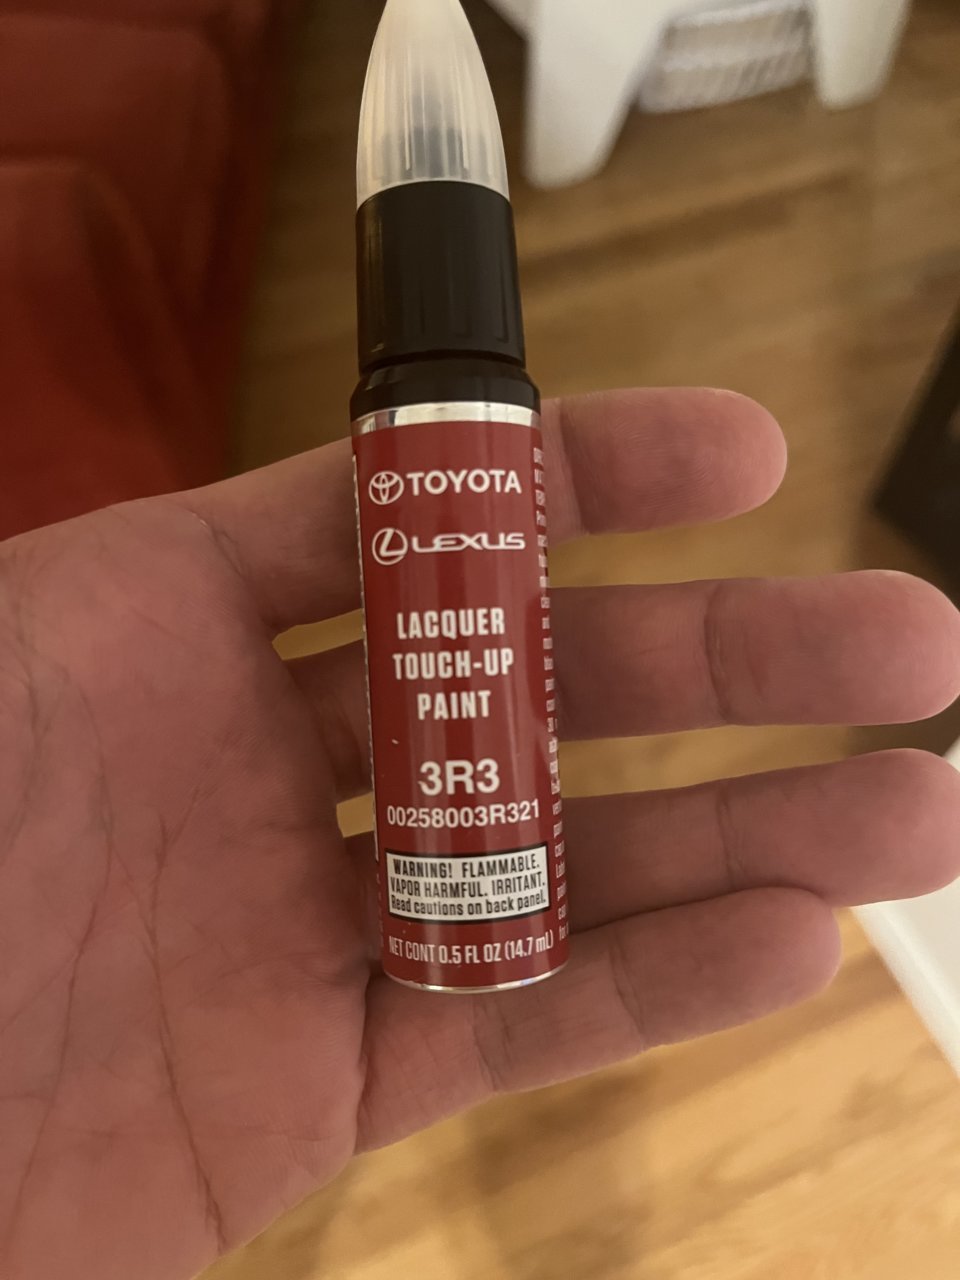 TOYOTA
LEXUS
LACQUER
TOUCH-UP
PAINT
3R3
00258003R321
WARNING! FLAMMABLE.
VAPOR HARMFUL. IRRITANT.
Read cautions on back panel.
NET CONT 0.5 FL OZ (14.7 mL)